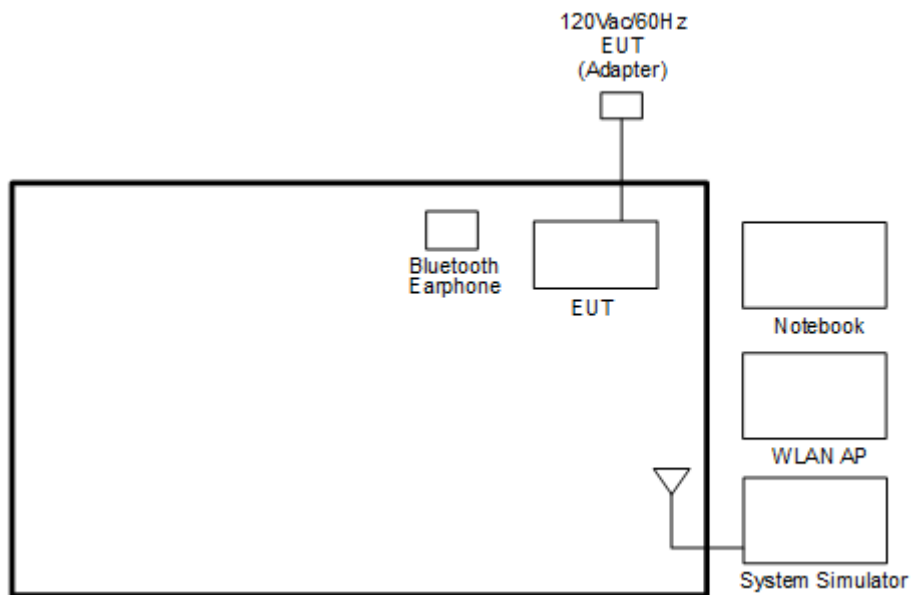 120Vac/60Hz
EUT
(Adapter)
Bluetooth
Earphone
EUT
Notebook
WLAN AP
System Simulator